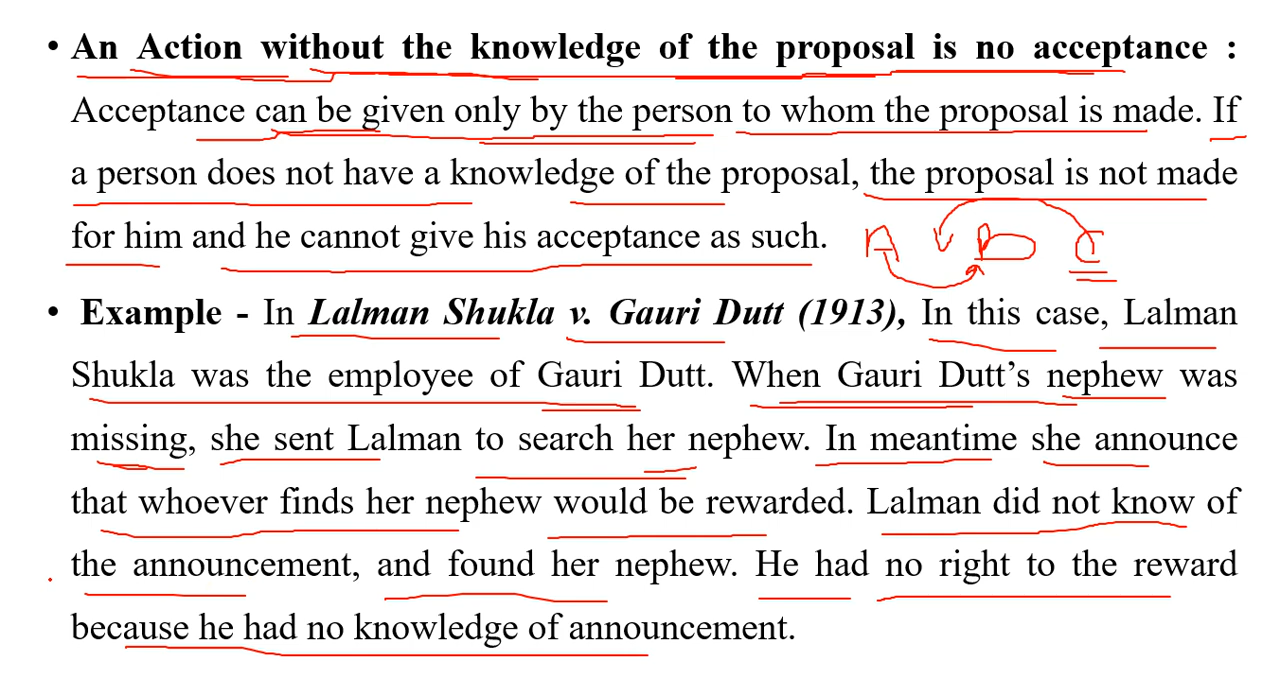 • An Action without the knowledge of the proposal is no acceptance :
Acceptance can be given only by the person to whom the proposal is made. If
a person does not have a knowledge of the proposal, the proposal is not made
for him and he cannot give his acceptance as such. A B C
• Example - In Lalman Shukla v. Gauri Dutt (1913), In this case, Lalman
Shukla was the employee of Gauri Dutt. When Gauri Dutt’s nephew was
missing, she sent Lalman to search her nephew. In meantime she announce
that whoever finds her nephew would be rewarded. Lalman did not know of
the announcement, and found her nephew. He had no right to the reward
because he had no knowledge of announcement.